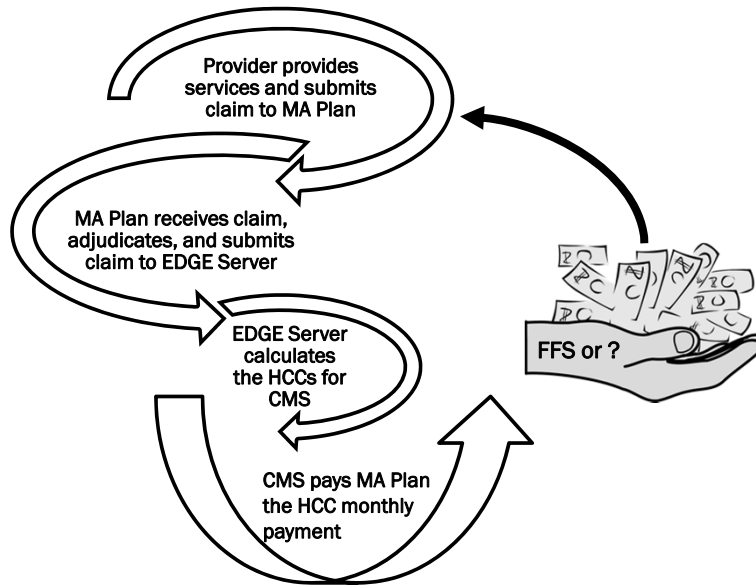 Provider provides
services and submits
claim to MA Plan
MA Plan receives claim,
adjudicates, and submits
claim to EDGE Server
EDGE Server
calculates
the HCCs for
CMS
FFS or ?
CMS pays MA Plan
the HCC monthly
payment